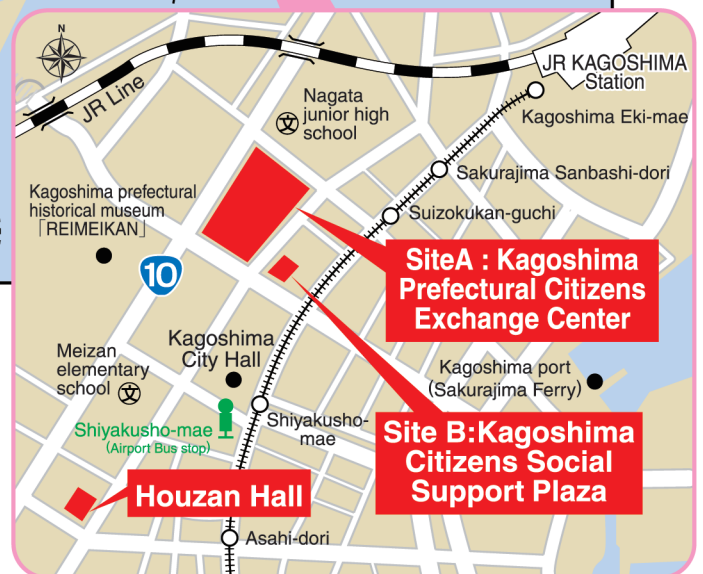 N
JR KAGOSHIMA
Station
JR Line
Kagoshima Eki-mae
Nagata
junior high
school
文
Sakurajima Sanbashi-dori
Kagoshima prefectural
historical museum
「REIMEIKAN」
Suizokukan-guchi
10
SiteA : Kagoshima
Prefectural Citizens
Exchange Center
Meizan
elementary
school
文
Kagoshima
City Hall
Kagoshima port
(Sakurajima Ferry)
Shiyakusho-mae
(Airport Bus stop)
Shiyakusho-
mae
Site B:Kagoshima
Citizens Social
Support Plaza
Houzan Hall
Asahi-dori